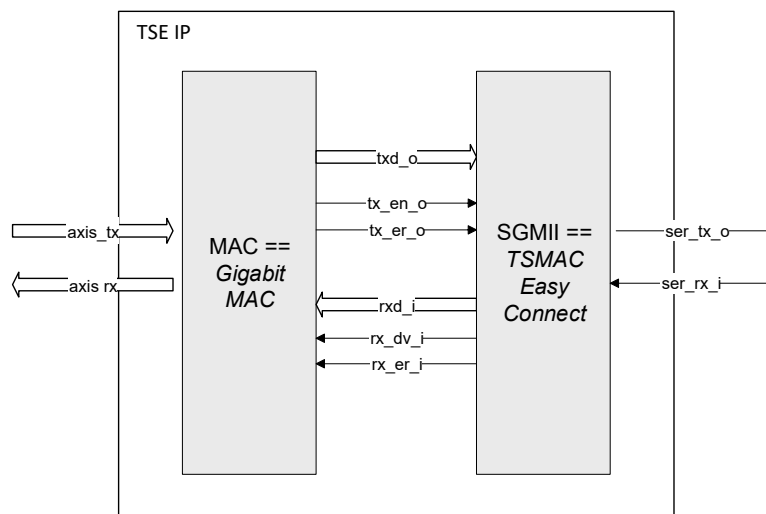 TSE IP
txd_o
tx_en_o
axis_tx
tx_er_o
MAC ==
Gigabit
MAC
SGMII ==
TSMAC
Easy
Connect
ser_tx_o
axis rx
ser_rx_i
rxd_i
rx_dv_i
rx_er_i